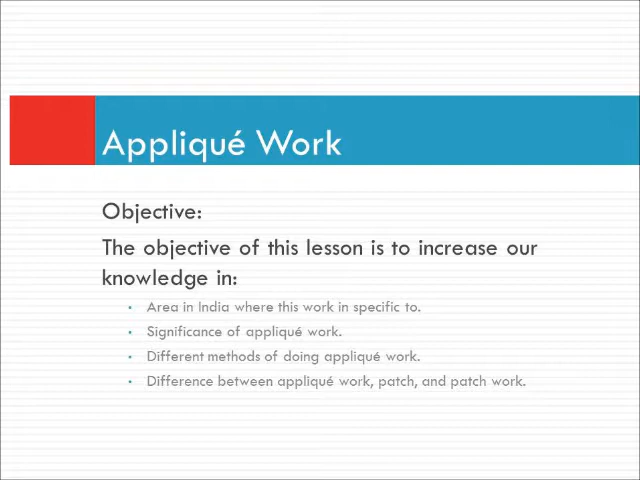 Appliqué Work
Objective:
The objective of this lesson is to increase our
knowledge in:
• Area in India where this work in specific to.
• Significance of appliqué work.
• Different methods of doing appliqué work.
• Difference between appliqué work, patch, and patch work.